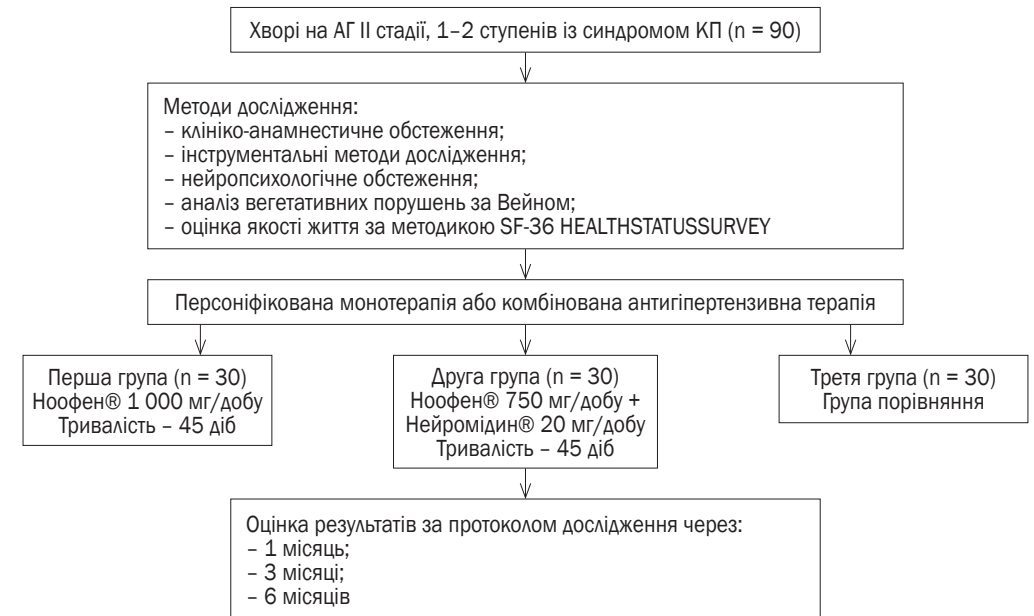 Хворі на АГ ІІ стадії, 1–2 ступенів із синдромом КП (n = 90)
Методи дослідження:
– клініко-анамнестичне обстеження;
– інструментальні методи дослідження;
– нейропсихологічне обстеження;
– аналіз вегетативних порушень за Вейном;
– оцінка якості життя за методикою SF-36 HEALTHSTATUSSURVEY
Персоніфікована монотерапія або комбінована антигіпертензивна терапія
Перша група (n = 30)
Ноофен® 1 000 мг/добу
Тривалість – 45 діб
Друга група (n = 30)
Ноофен® 750 мг/добу +
Нейромідин® 20 мг/добу
Тривалість – 45 діб
Третя група (n = 30)
Група порівняння
Оцінка результатів за протоколом дослідження через:
– 1 місяць;
– 3 місяці;
– 6 місяців